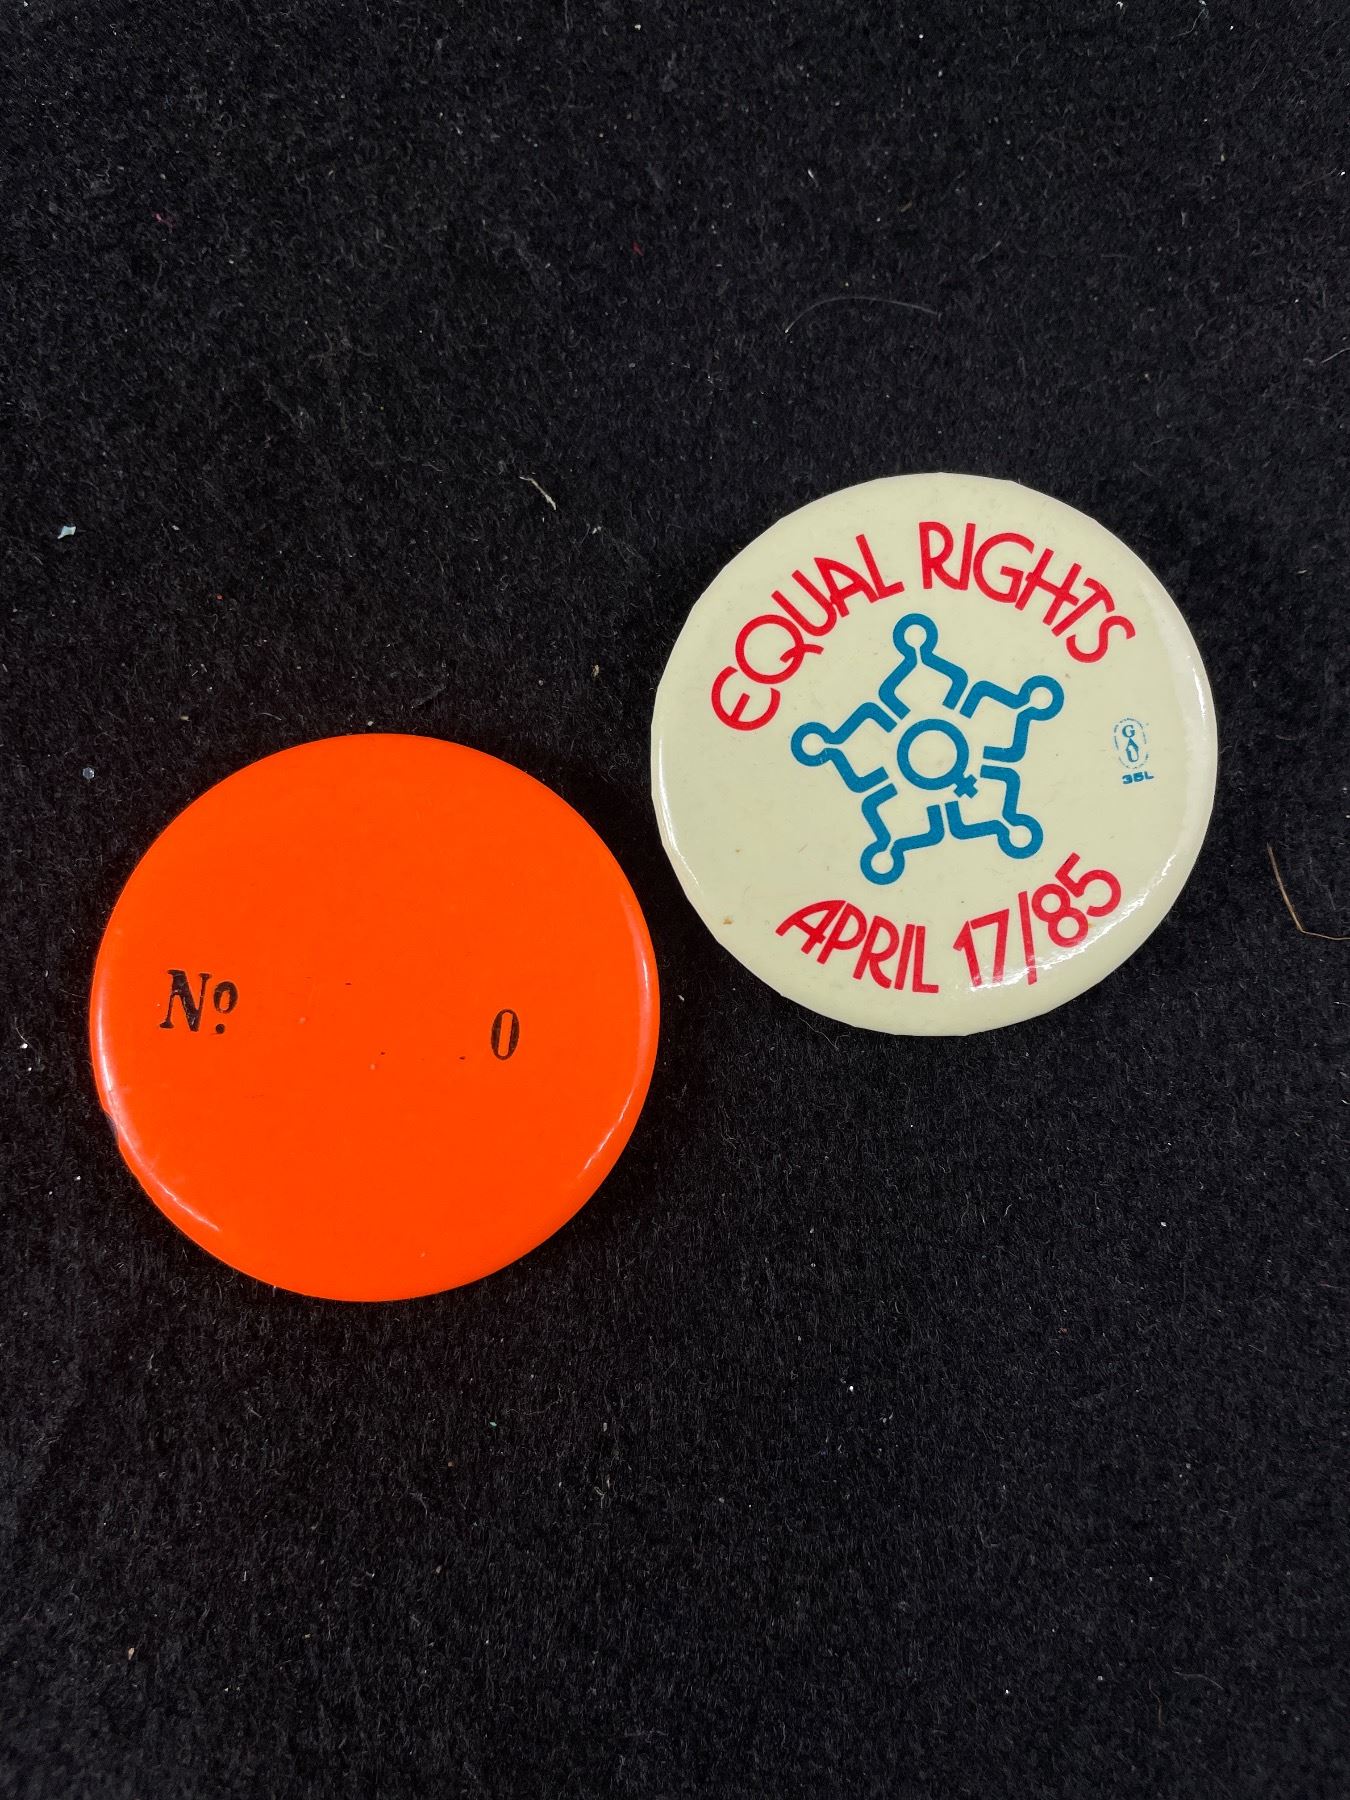 EQUAL RIGHTS
G
35L
APRIL 17/85
Nº 0